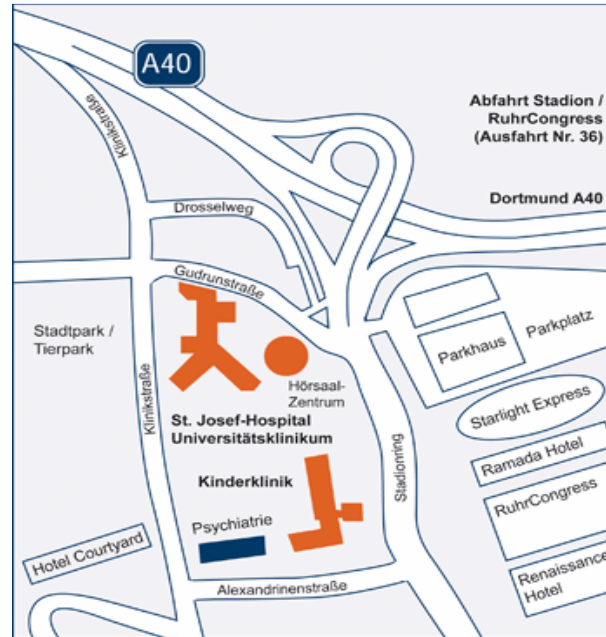 A40
Abfahrt Stadion /
RuhrCongress
(Ausfahrt Nr. 36)
Klinikstraße
Dortmund A40
Drosselweg
Gudrunstraße
Stadtpark /
Tierpark
Parkplatz
Parkhaus
Hörsaal-
Zentrum
Starlight Express
Klinikstraße
St. Josef-Hospital
Universitätsklinikum
Stadionring
Ramada Hotel
Kinderklinik
RuhrCongress
Psychiatrie
Hotel Courtyard
Renaissance
Hotel
Alexandrinenstraße